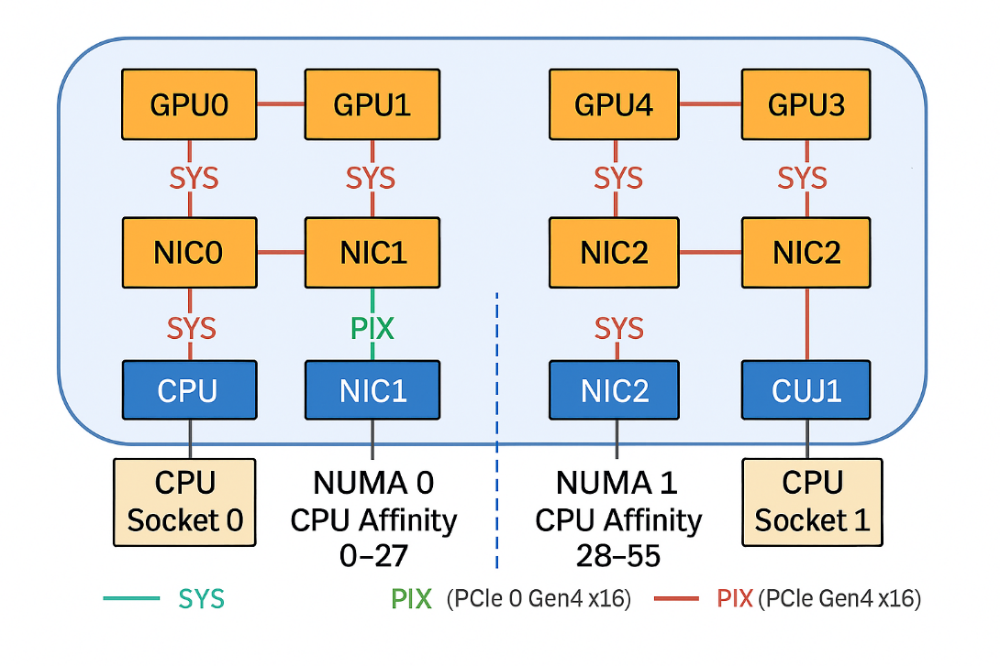 GPU0
GPU1
GPU4
GPU3
SYS
SYS
SYS
SYS
NIC0
NIC1
NIC2
NIC2
SYS
PIX
SYS
CPU
NIC1
NIC2
CUJ1
CPU
Socket 0
NUMA 0
CPU Affinity
0–27
NUMA 1
CPU Affinity
28–55
CPU
Socket 1
SYS
PIX (PCle 0 Gen4 x16)
PIX (PCle Gen4 x16)